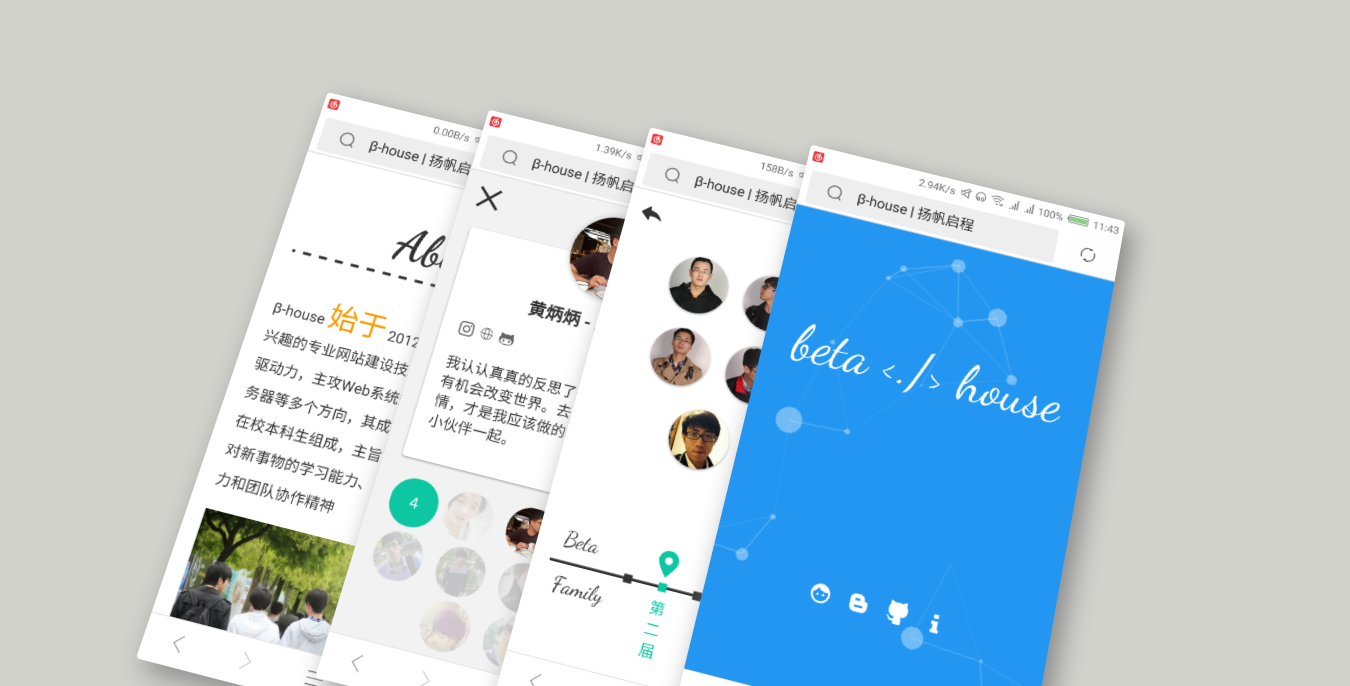 0.00B/s
β-house | 扬帆启
β-house 始于 2012
兴趣的专业网站建设技
驱动力，主攻Web系统
务器等多个方向，其成
在校本科生组成，主旨
对新事物的学习能力、
力和团队协作精神
1.39K/s
β-house | 扬帆启
黄炳炳 -
我认认真真的反思了
有机会改变世界。去
情，才是我应该做的
小伙伴一起。
4
158B/s
β-house | 扬帆启
Beta
Family
第
二
届
2.94K/s 100% 11:43
β-house | 扬帆启程
beta <./> house